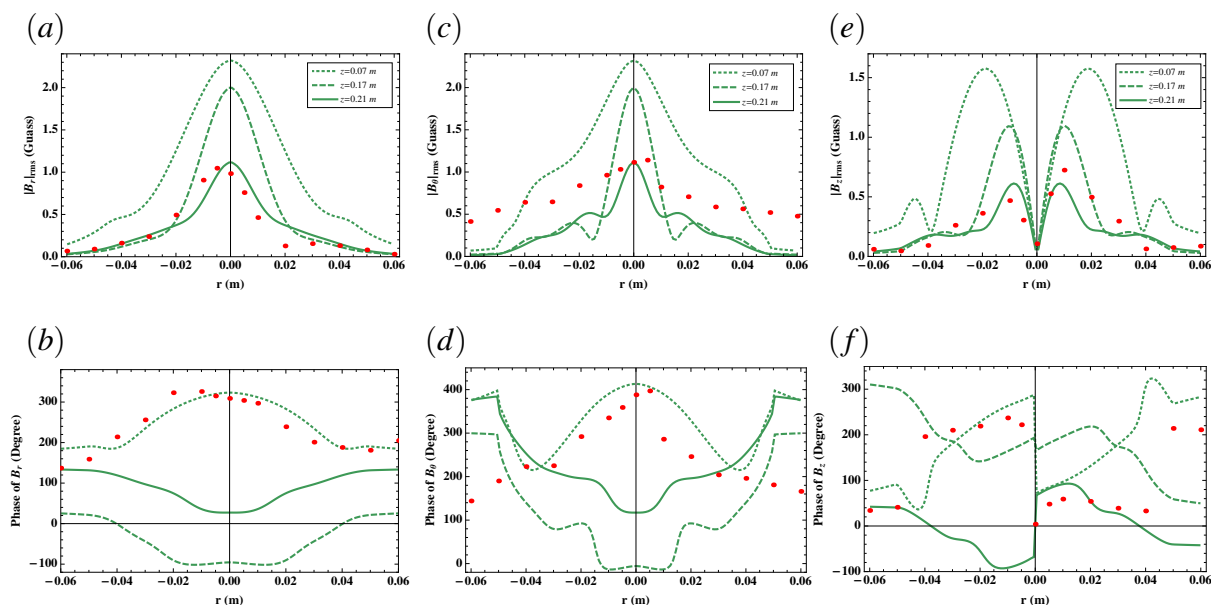 (a)
|B_r|_rms (Guass)
2.0
1.5
1.0
0.5
0.0
z=0.07 m
z=0.17 m
z=0.21 m
−0.06 −0.04 −0.02 0.00 0.02 0.04 0.06
r (m)
(c)
|B_θ|_rms (Guass)
2.0
1.5
1.0
0.5
0.0
z=0.07 m
z=0.17 m
z=0.21 m
−0.06 −0.04 −0.02 0.00 0.02 0.04 0.06
r (m)
(e)
|B_z|_rms (Guass)
1.5
1.0
0.5
0.0
z=0.07 m
z=0.17 m
z=0.21 m
−0.06 −0.04 −0.02 0.00 0.02 0.04 0.06
r (m)
(b)
Phase of B_r (Degree)
300
200
100
0
−100
−0.06 −0.04 −0.02 0.00 0.02 0.04 0.06
r (m)
(d)
Phase of B_θ (Degree)
400
300
200
100
0
−0.06 −0.04 −0.02 0.00 0.02 0.04 0.06
r (m)
(f)
Phase of B_z (Degree)
300
200
100
0
−100
−0.06 −0.04 −0.02 0.00 0.02 0.04 0.06
r (m)